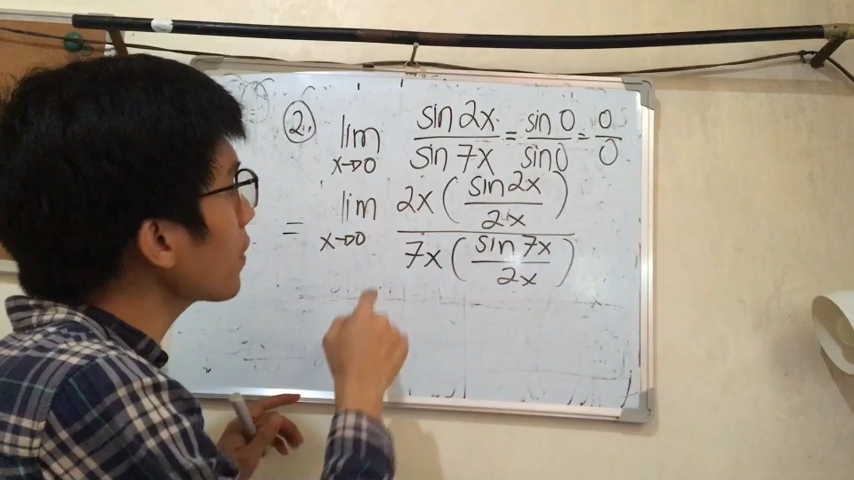 2. lim x→0 sin 2x / sin 7x = sin 0 / sin 0 = 0 / 0
= lim x→0 2x ( sin 2x / 2x ) / 7x ( sin 7x / 2x )